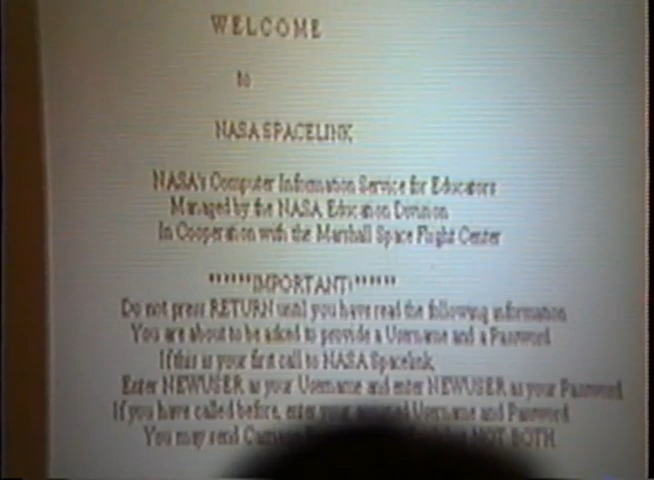 WELCOME
to
NASA SPACELINK
NASA's Computer Information Service for Educators
Managed by the NASA Education Division
In Cooperation with the Marshall Space Flight Center
******IMPORTANT!******
Do not press RETURN until you have read the following information
You are about to be asked to provide a Username and a Password
If this is your first call to NASA Spacelink,
Enter NEWUSER as your Username and enter NEWUSER as your Password
If you have called before, enter your Username and Password
You may send NOT BOTH